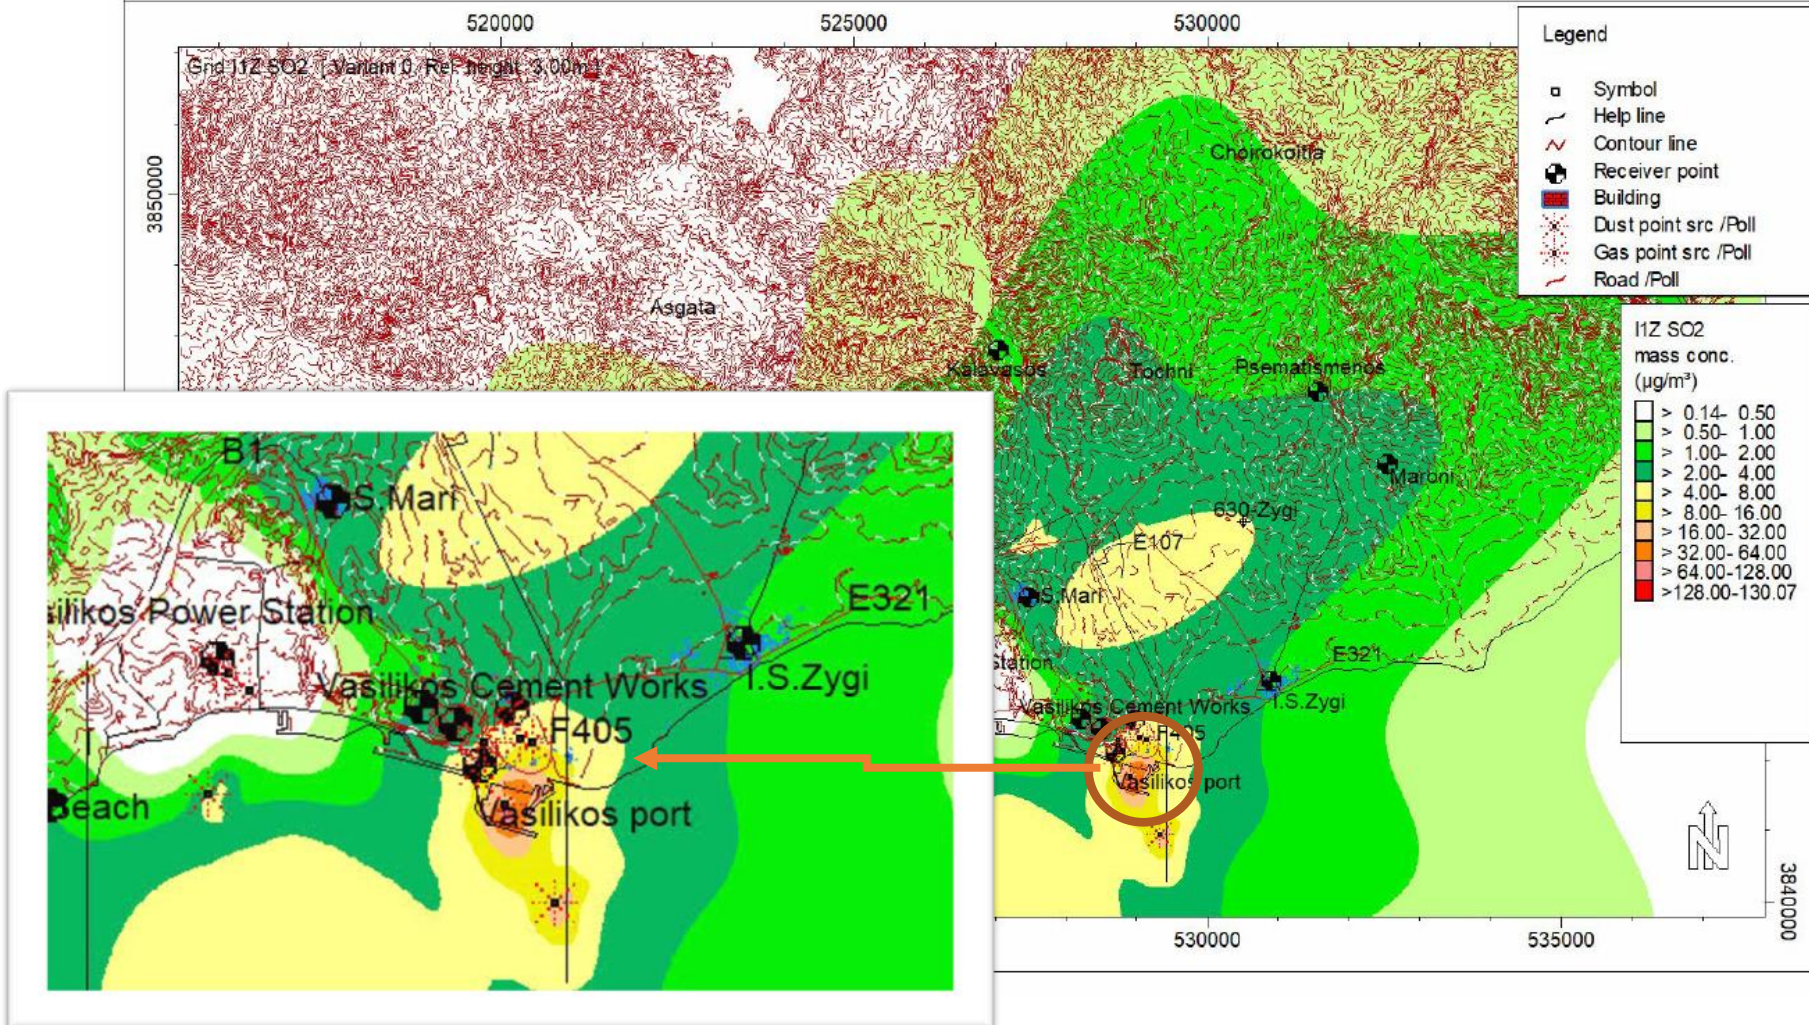 520000
525000
530000
Grid I1Z SO2 [ Variant 0, Rel. height 3.00m ]
3850000
Choirokoitia
Asgata
Kalavasos
Tochni
Psematismenos
Maroni
630-Zygi
E107
S.Mari
E321
I.S.Zygi
Station
Vasilikos Cement Works
F405
Vasilikos port
3840000
530000
535000
Legend
Symbol
Help line
Contour line
Receiver point
Building
Dust point src /Poll
Gas point src /Poll
Road /Poll
I1Z SO2
mass conc.
(µg/m³)
> 0.14- 0.50
> 0.50- 1.00
> 1.00- 2.00
> 2.00- 4.00
> 4.00- 8.00
> 8.00- 16.00
> 16.00- 32.00
> 32.00- 64.00
> 64.00-128.00
>128.00-130.07
N
B1
S.Mari
silikos Power Station
E321
Vasilikos Cement Works
I.S.Zygi
F405
Vasilikos port
Beach